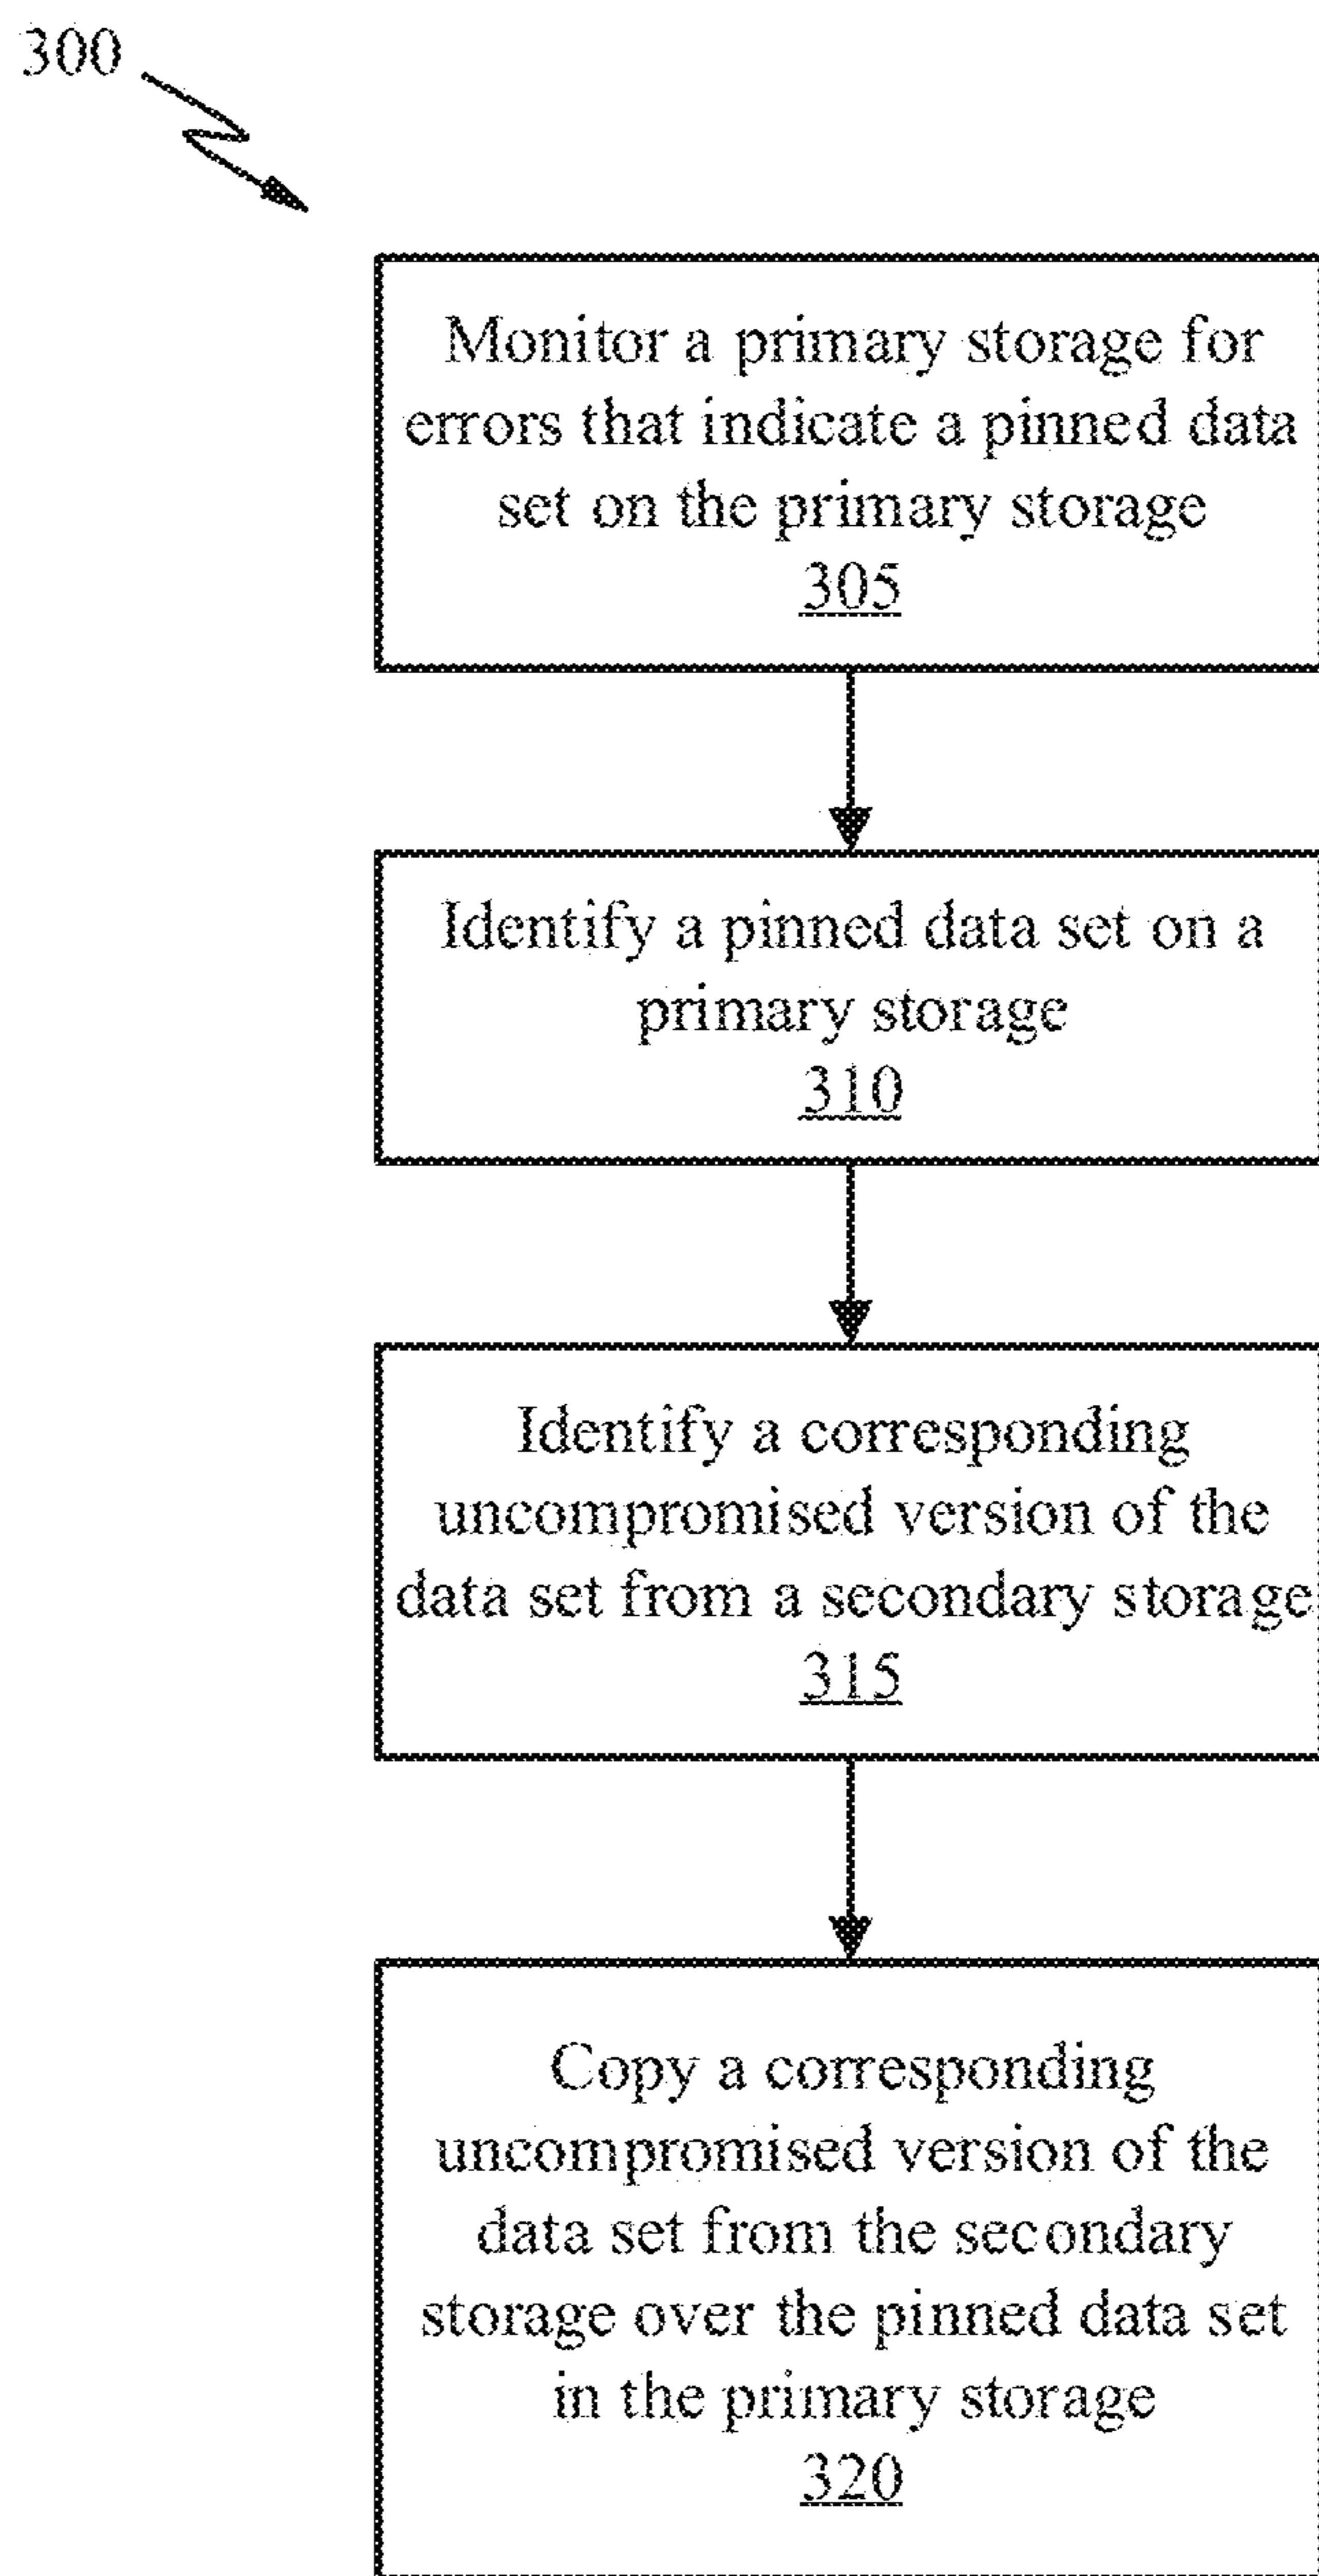 300
Monitor a primary storage for
errors that indicate a pinned data
set on the primary storage
305
Identify a pinned data set on a
primary storage
310
Identify a corresponding
uncompromised version of the
data set from a secondary storage
315
Copy a corresponding
uncompromised version of the
data set from the secondary
storage over the pinned data set
in the primary storage
320